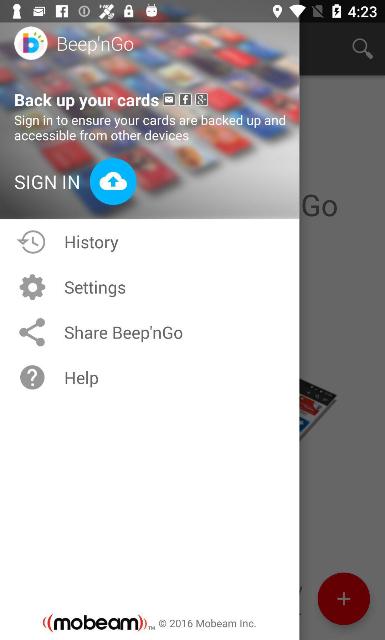 4:23
Beep'nGo
Back up your cards
Sign in to ensure your cards are backed up and
accessible from other devices
SIGN IN
Go
History
Settings
Share Beep'nGo
Help
((mobeam))™ © 2016 Mobeam Inc.